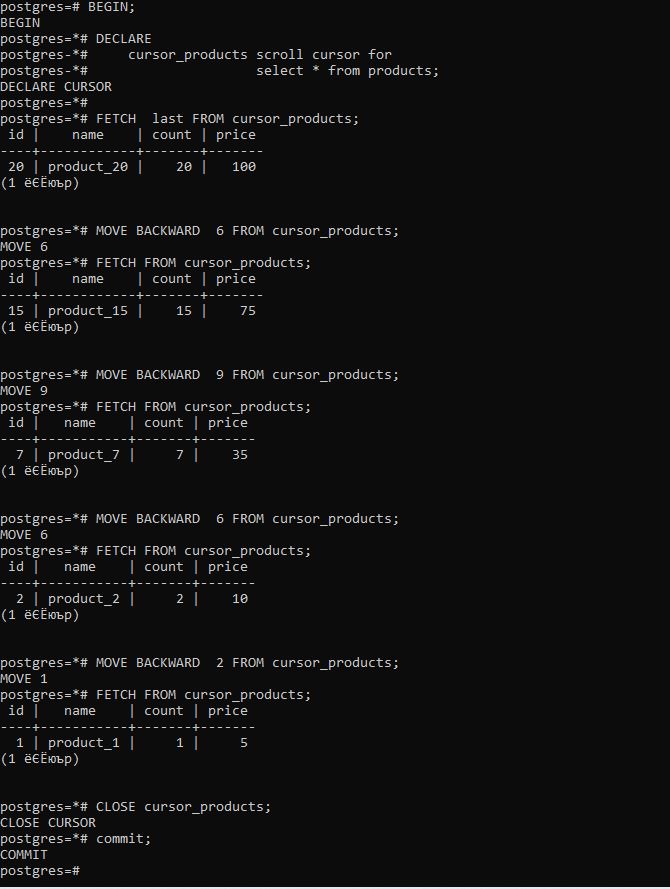 postgres=# BEGIN;
BEGIN
postgres=*# DECLARE
postgres-*#     cursor_products scroll cursor for
postgres-*#                     select * from products;
DECLARE CURSOR
postgres=*#
postgres=*# FETCH  last FROM cursor_products;
 id |    name    | count | price
----+------------+-------+-------
 20 | product_20 |    20 |   100
(1 ёЄЁюър)
postgres=*# MOVE BACKWARD  6 FROM cursor_products;
MOVE 6
postgres=*# FETCH FROM cursor_products;
 id |    name    | count | price
----+------------+-------+-------
 15 | product_15 |    15 |    75
(1 ёЄЁюър)
postgres=*# MOVE BACKWARD  9 FROM cursor_products;
MOVE 9
postgres=*# FETCH FROM cursor_products;
 id |   name    | count | price
----+-----------+-------+-------
  7 | product_7 |     7 |    35
(1 ёЄЁюър)
postgres=*# MOVE BACKWARD  6 FROM cursor_products;
MOVE 6
postgres=*# FETCH FROM cursor_products;
 id |   name    | count | price
----+-----------+-------+-------
  2 | product_2 |     2 |    10
(1 ёЄЁюър)
postgres=*# MOVE BACKWARD  2 FROM cursor_products;
MOVE 1
postgres=*# FETCH FROM cursor_products;
 id |   name    | count | price
----+-----------+-------+-------
  1 | product_1 |     1 |     5
(1 ёЄЁюър)
postgres=*# CLOSE cursor_products;
CLOSE CURSOR
postgres=*# commit;
COMMIT
postgres=#